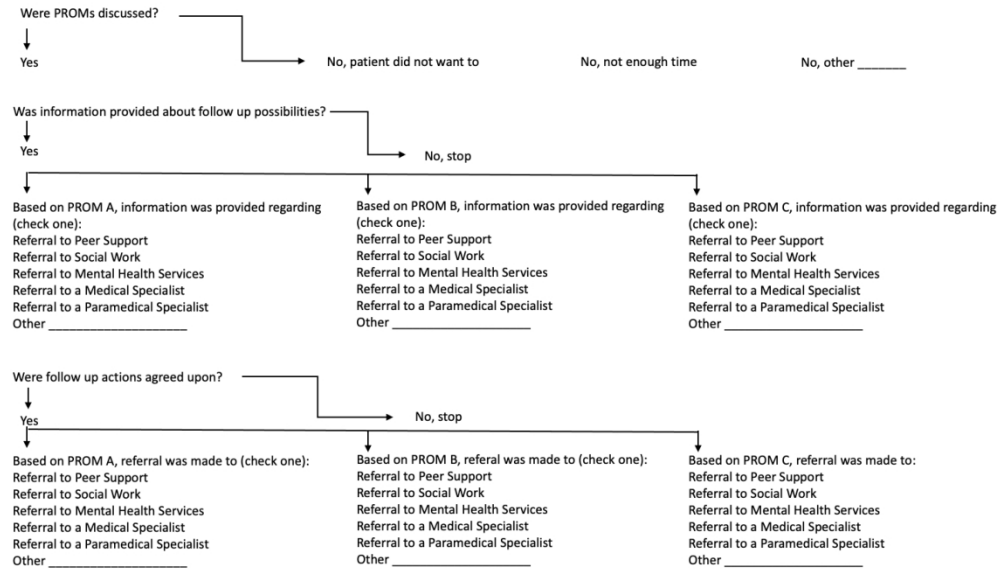 Were PROMs discussed?
Yes
No, patient did not want to
No, not enough time
No, other _______
Was information provided about follow up possibilities?
Yes
No, stop
Based on PROM A, information was provided regarding
(check one):
Referral to Peer Support
Referral to Social Work
Referral to Mental Health Services
Referral to a Medical Specialist
Referral to a Paramedical Specialist
Other ____________________
Based on PROM B, information was provided regarding
(check one):
Referral to Peer Support
Referral to Social Work
Referral to Mental Health Services
Referral to a Medical Specialist
Referral to a Paramedical Specialist
Other ____________________
Based on PROM C, information was provided regarding
(check one):
Referral to Peer Support
Referral to Social Work
Referral to Mental Health Services
Referral to a Medical Specialist
Referral to a Paramedical Specialist
Other ____________________
Were follow up actions agreed upon?
Yes
No, stop
Based on PROM A, referral was made to (check one):
Referral to Peer Support
Referral to Social Work
Referral to Mental Health Services
Referral to a Medical Specialist
Referral to a Paramedical Specialist
Other ____________________
Based on PROM B, referal was made to (check one):
Referral to Peer Support
Referral to Social Work
Referral to Mental Health Services
Referral to a Medical Specialist
Referral to a Paramedical Specialist
Other ____________________
Based on PROM C, referral was made to:
Referral to Peer Support
Referral to Social Work
Referral to Mental Health Services
Referral to a Medical Specialist
Referral to a Paramedical Specialist
Other ____________________